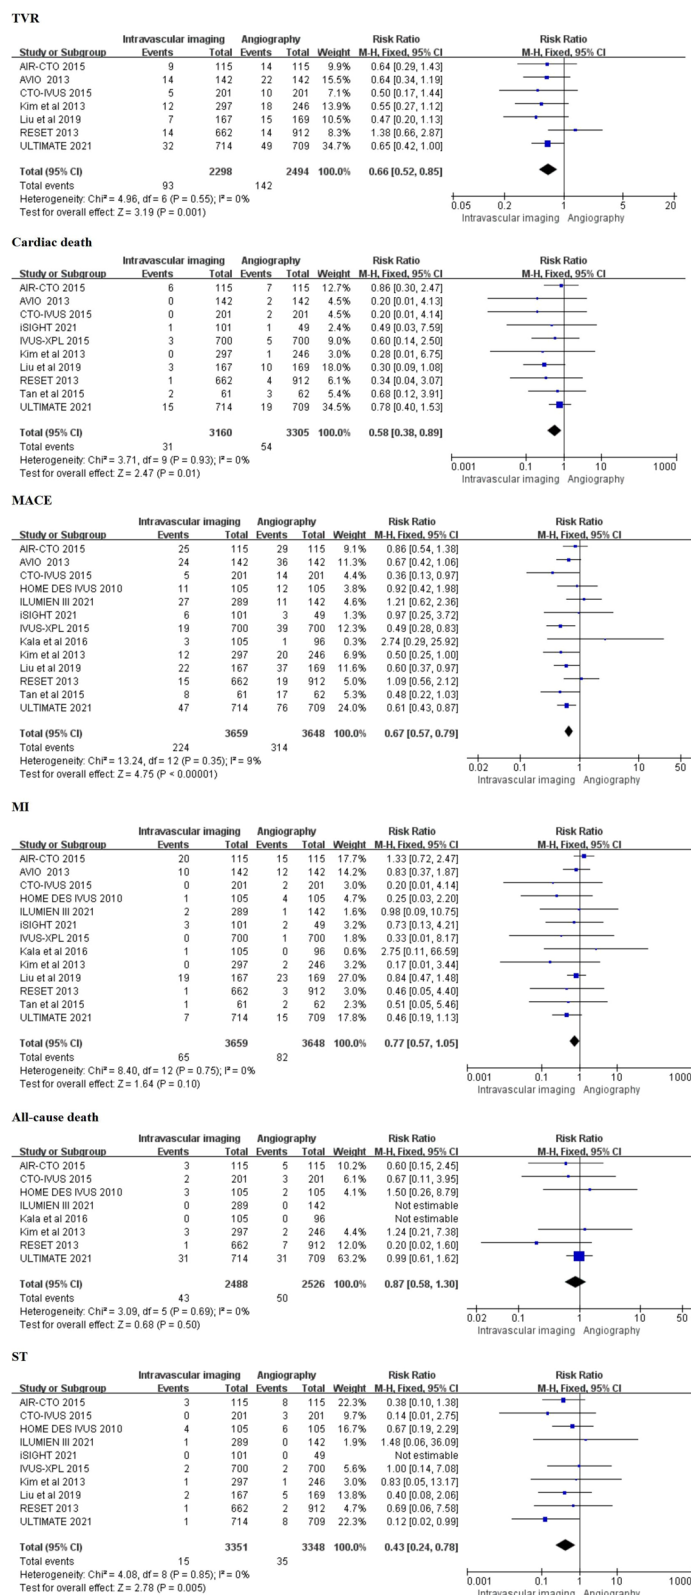 TVR
Intravascular imaging Angiography Risk Ratio Risk Ratio
Study or Subgroup Events Total Events Total Weight M-H, Fixed, 95% CI M-H, Fixed, 95% CI
AIR-CTO 2015 9 115 14 115 9.9% 0.64 [0.29, 1.43]
AVIO 2013 14 142 22 142 15.5% 0.64 [0.34, 1.19]
CTO-IVUS 2015 5 201 10 201 7.1% 0.50 [0.17, 1.44]
Kim et al 2013 12 297 18 246 13.9% 0.55 [0.27, 1.12]
Liu et al 2019 7 167 15 169 10.5% 0.47 [0.20, 1.13]
RESET 2013 14 662 14 912 8.3% 1.38 [0.66, 2.87]
ULTIMATE 2021 32 714 49 709 34.7% 0.65 [0.42, 1.00]
Total (95% CI) 2298 2494 100.0% 0.66 [0.52, 0.85]
Total events 93 142
Heterogeneity: Chi² = 4.96, df = 6 (P = 0.55); I² = 0%
Test for overall effect: Z = 3.19 (P = 0.001)
0.05 0.2 1 5 20
Intravascular imaging Angiography
Cardiac death
Intravascular imaging Angiography Risk Ratio Risk Ratio
Study or Subgroup Events Total Events Total Weight M-H, Fixed, 95% CI M-H, Fixed, 95% CI
AIR-CTO 2015 6 115 7 115 12.7% 0.86 [0.30, 2.47]
AVIO 2013 0 142 2 142 4.5% 0.20 [0.01, 4.13]
CTO-IVUS 2015 0 201 2 201 4.5% 0.20 [0.01, 4.14]
iSIGHT 2021 1 101 1 49 2.4% 0.49 [0.03, 7.59]
IVUS-XPL 2015 3 700 5 700 9.1% 0.60 [0.14, 2.50]
Kim et al 2013 0 297 1 246 3.0% 0.28 [0.01, 6.75]
Liu et al 2019 3 167 10 169 18.0% 0.30 [0.09, 1.08]
RESET 2013 1 662 4 912 6.1% 0.34 [0.04, 3.07]
Tan et al 2015 2 61 3 62 5.4% 0.68 [0.12, 3.91]
ULTIMATE 2021 15 714 19 709 34.5% 0.78 [0.40, 1.53]
Total (95% CI) 3160 3305 100.0% 0.58 [0.38, 0.89]
Total events 31 54
Heterogeneity: Chi² = 3.71, df = 9 (P = 0.93); I² = 0%
Test for overall effect: Z = 2.47 (P = 0.01)
0.001 0.1 1 10 1000
Intravascular imaging Angiography
MACE
Intravascular imaging Angiography Risk Ratio Risk Ratio
Study or Subgroup Events Total Events Total Weight M-H, Fixed, 95% CI M-H, Fixed, 95% CI
AIR-CTO 2015 25 115 29 115 9.1% 0.86 [0.54, 1.38]
AVIO 2013 24 142 36 142 11.3% 0.67 [0.42, 1.06]
CTO-IVUS 2015 5 201 14 201 4.4% 0.36 [0.13, 0.97]
HOME DES IVUS 2010 11 105 12 105 3.8% 0.92 [0.42, 1.98]
ILUMIEN III 2021 27 289 11 142 4.6% 1.21 [0.62, 2.36]
iSIGHT 2021 6 101 3 49 1.3% 0.97 [0.25, 3.72]
IVUS-XPL 2015 19 700 39 700 12.3% 0.49 [0.28, 0.83]
Kala et al 2016 3 105 1 96 0.3% 2.74 [0.29, 25.92]
Kim et al 2013 12 297 20 246 6.9% 0.50 [0.25, 1.00]
Liu et al 2019 22 167 37 169 11.6% 0.60 [0.37, 0.97]
RESET 2013 15 662 19 912 5.0% 1.09 [0.56, 2.12]
Tan et al 2015 8 61 17 62 5.3% 0.48 [0.22, 1.03]
ULTIMATE 2021 47 714 76 709 24.0% 0.61 [0.43, 0.87]
Total (95% CI) 3659 3648 100.0% 0.67 [0.57, 0.79]
Total events 224 314
Heterogeneity: Chi² = 13.24, df = 12 (P = 0.35); I² = 9%
Test for overall effect: Z = 4.75 (P < 0.00001)
0.02 0.1 1 10 50
Intravascular imaging Angiography
MI
Intravascular imaging Angiography Risk Ratio Risk Ratio
Study or Subgroup Events Total Events Total Weight M-H, Fixed, 95% CI M-H, Fixed, 95% CI
AIR-CTO 2015 20 115 15 115 17.7% 1.33 [0.72, 2.47]
AVIO 2013 10 142 12 142 14.2% 0.83 [0.37, 1.87]
CTO-IVUS 2015 0 201 2 201 3.0% 0.20 [0.01, 4.14]
HOME DES IVUS 2010 1 105 4 105 4.7% 0.25 [0.03, 2.20]
ILUMIEN III 2021 2 289 1 142 1.6% 0.98 [0.09, 10.75]
iSIGHT 2021 3 101 2 49 3.2% 0.73 [0.13, 4.21]
IVUS-XPL 2015 0 700 1 700 1.8% 0.33 [0.01, 8.17]
Kala et al 2016 1 105 0 96 0.6% 2.75 [0.11, 66.59]
Kim et al 2013 0 297 2 246 3.2% 0.17 [0.01, 3.44]
Liu et al 2019 19 167 23 169 27.0% 0.84 [0.47, 1.48]
RESET 2013 1 662 3 912 3.0% 0.46 [0.05, 4.40]
Tan et al 2015 1 61 2 62 2.3% 0.51 [0.05, 5.46]
ULTIMATE 2021 7 714 15 709 17.8% 0.46 [0.19, 1.13]
Total (95% CI) 3659 3648 100.0% 0.77 [0.57, 1.05]
Total events 65 82
Heterogeneity: Chi² = 8.40, df = 12 (P = 0.75); I² = 0%
Test for overall effect: Z = 1.64 (P = 0.10)
0.001 0.1 1 10 1000
Intravascular imaging Angiography
All-cause death
Intravascular imaging Angiography Risk Ratio Risk Ratio
Study or Subgroup Events Total Events Total Weight M-H, Fixed, 95% CI M-H, Fixed, 95% CI
AIR-CTO 2015 3 115 5 115 10.2% 0.60 [0.15, 2.45]
CTO-IVUS 2015 2 201 3 201 6.1% 0.67 [0.11, 3.95]
HOME DES IVUS 2010 3 105 2 105 4.1% 1.50 [0.26, 8.79]
ILUMIEN III 2021 0 289 0 142 Not estimable
Kala et al 2016 0 105 0 96 Not estimable
Kim et al 2013 3 297 2 246 4.4% 1.24 [0.21, 7.38]
RESET 2013 1 662 7 912 12.0% 0.20 [0.02, 1.60]
ULTIMATE 2021 31 714 31 709 63.2% 0.99 [0.61, 1.62]
Total (95% CI) 2488 2526 100.0% 0.87 [0.58, 1.30]
Total events 43 50
Heterogeneity: Chi² = 3.09, df = 5 (P = 0.69); I² = 0%
Test for overall effect: Z = 0.68 (P = 0.50)
0.02 0.1 1 10 50
Intravascular imaging Angiography
ST
Intravascular imaging Angiography Risk Ratio Risk Ratio
Study or Subgroup Events Total Events Total Weight M-H, Fixed, 95% CI M-H, Fixed, 95% CI
AIR-CTO 2015 3 115 8 115 22.3% 0.38 [0.10, 1.38]
CTO-IVUS 2015 0 201 3 201 9.7% 0.14 [0.01, 2.75]
HOME DES IVUS 2010 4 105 6 105 16.7% 0.67 [0.19, 2.29]
ILUMIEN III 2021 1 289 0 142 1.9% 1.48 [0.06, 36.09]
iSIGHT 2021 0 101 0 49 Not estimable
IVUS-XPL 2015 2 700 2 700 5.6% 1.00 [0.14, 7.08]
Kim et al 2013 1 297 1 246 3.0% 0.83 [0.05, 13.17]
Liu et al 2019 2 167 5 169 13.8% 0.40 [0.08, 2.06]
RESET 2013 1 662 2 912 4.7% 0.69 [0.06, 7.58]
ULTIMATE 2021 1 714 8 709 22.3% 0.12 [0.02, 0.99]
Total (95% CI) 3351 3348 100.0% 0.43 [0.24, 0.78]
Total events 15 35
Heterogeneity: Chi² = 4.08, df = 8 (P = 0.85); I² = 0%
Test for overall effect: Z = 2.78 (P = 0.005)
0.001 0.1 1 10 1000
Intravascular imaging Angiography